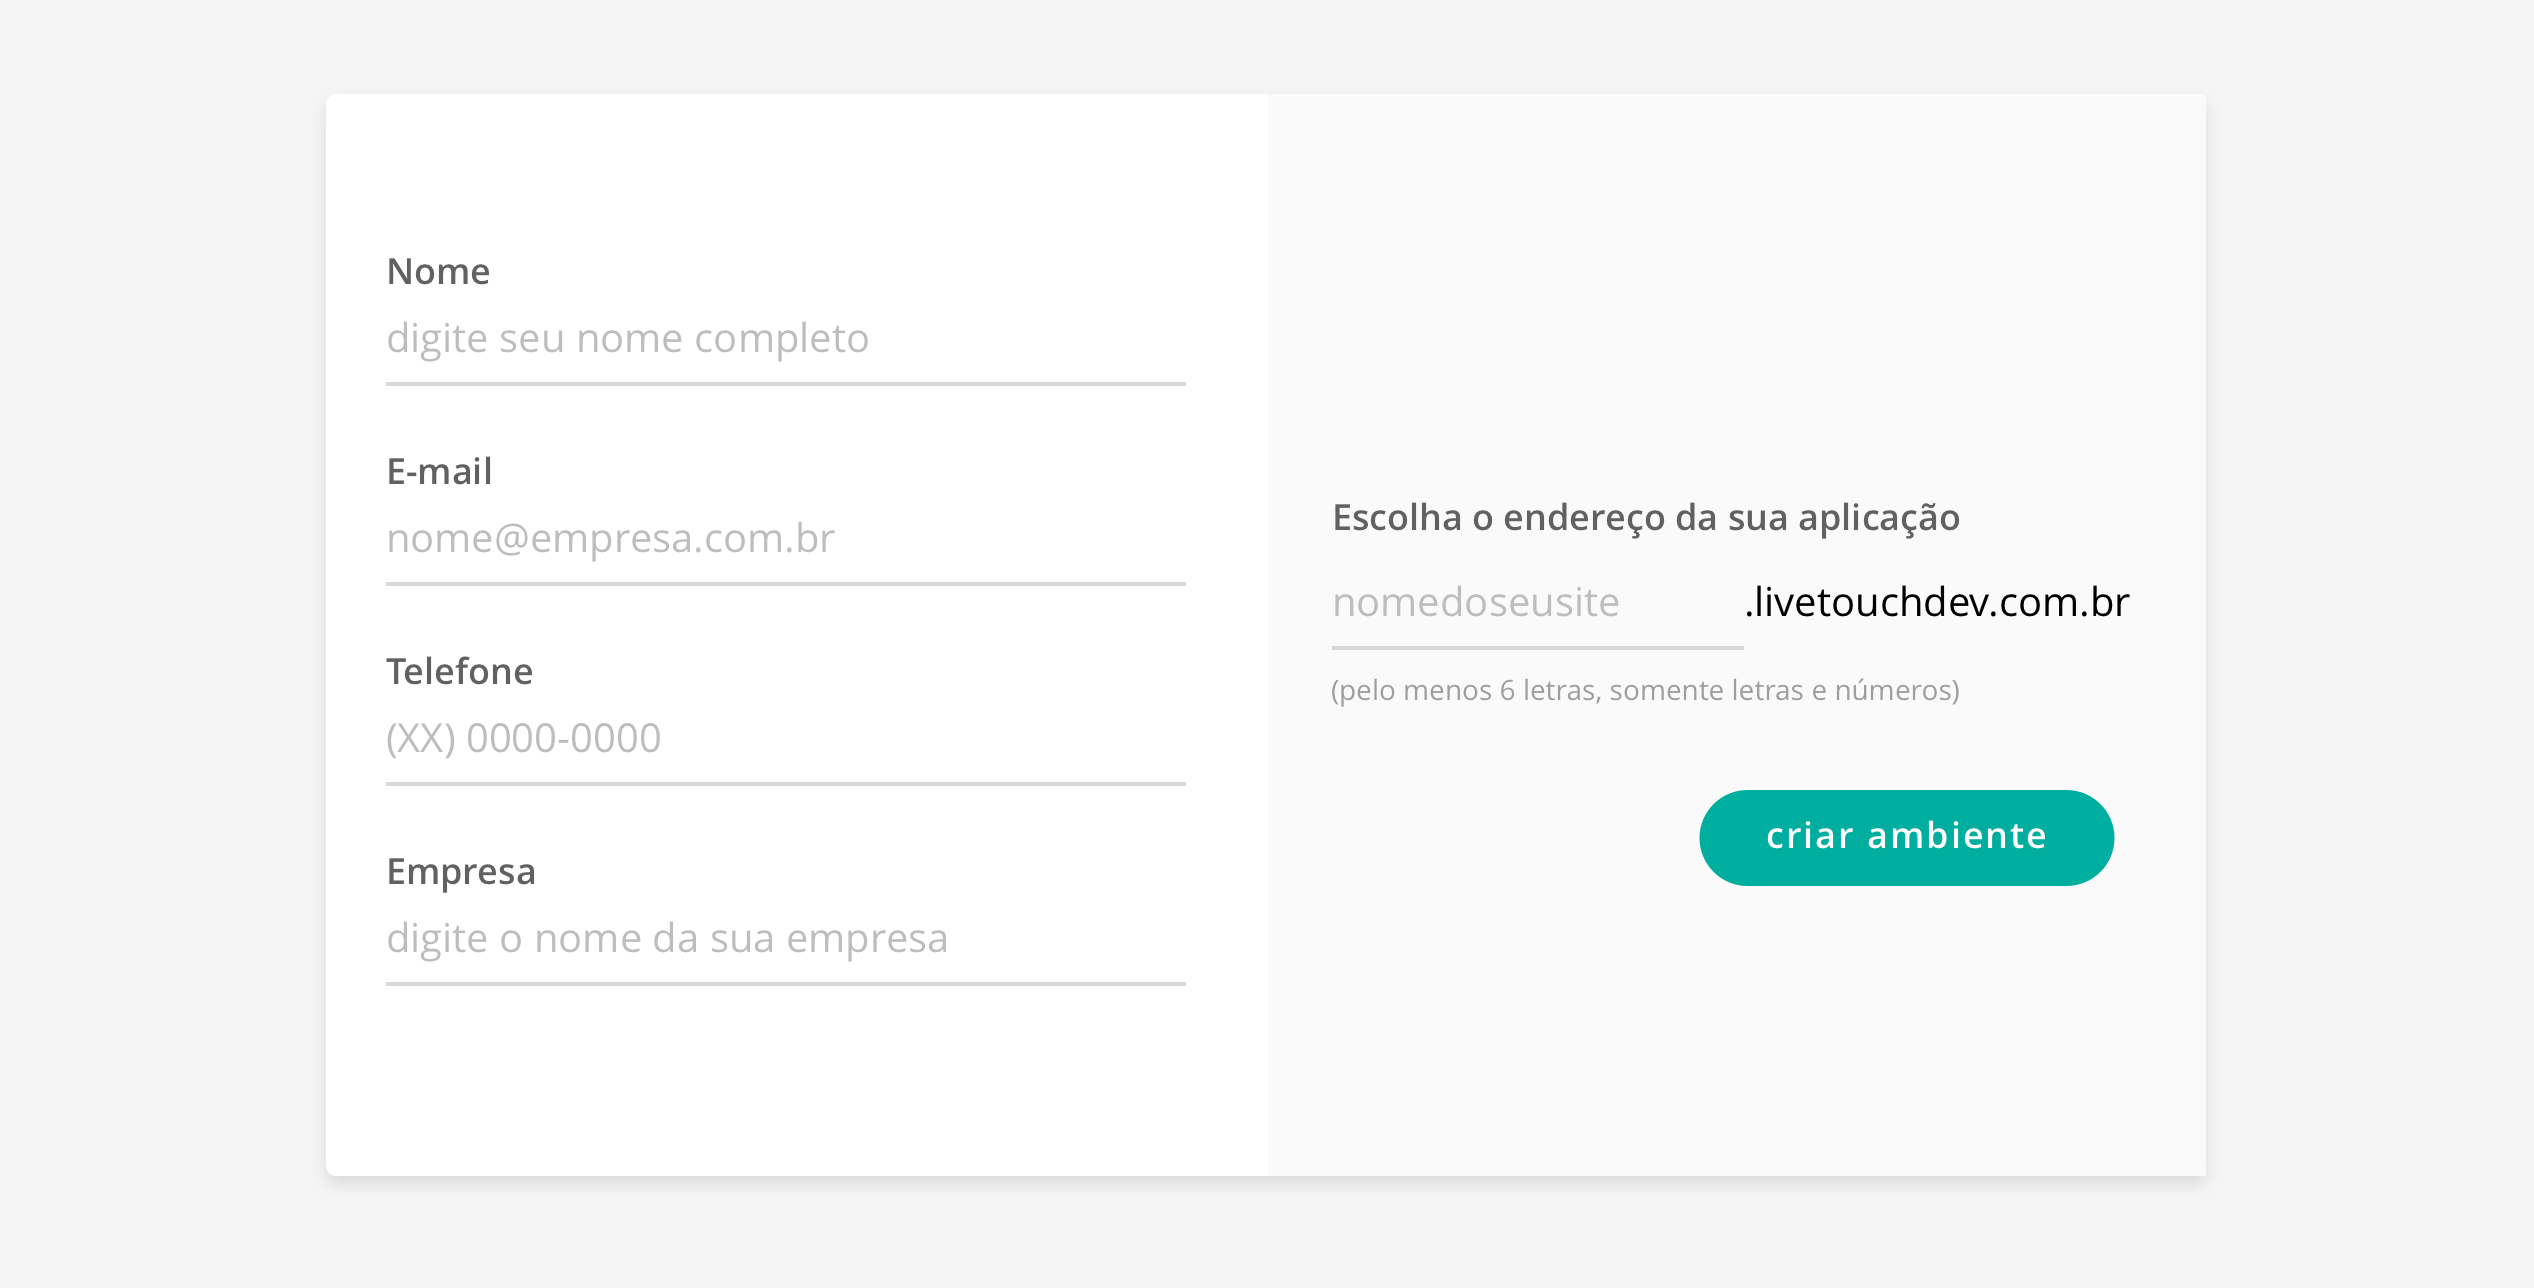 Nome
digite seu nome completo
E-mail
nome@empresa.com.br
Telefone
(XX) 0000-0000
Empresa
digite o nome da sua empresa
Escolha o endereço da sua aplicação
nomedoseusite .livetouchdev.com.br
(pelo menos 6 letras, somente letras e números)
criar ambiente